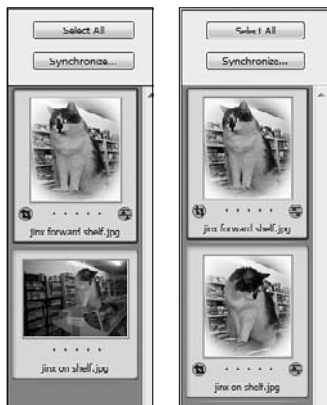 Select All
Synchronize...
jinx forward shelf.jpg
jinx on shelf.jpg
Select All
Synchronize...
jinx forward shelf.jpg
jinx on shelf.jpg